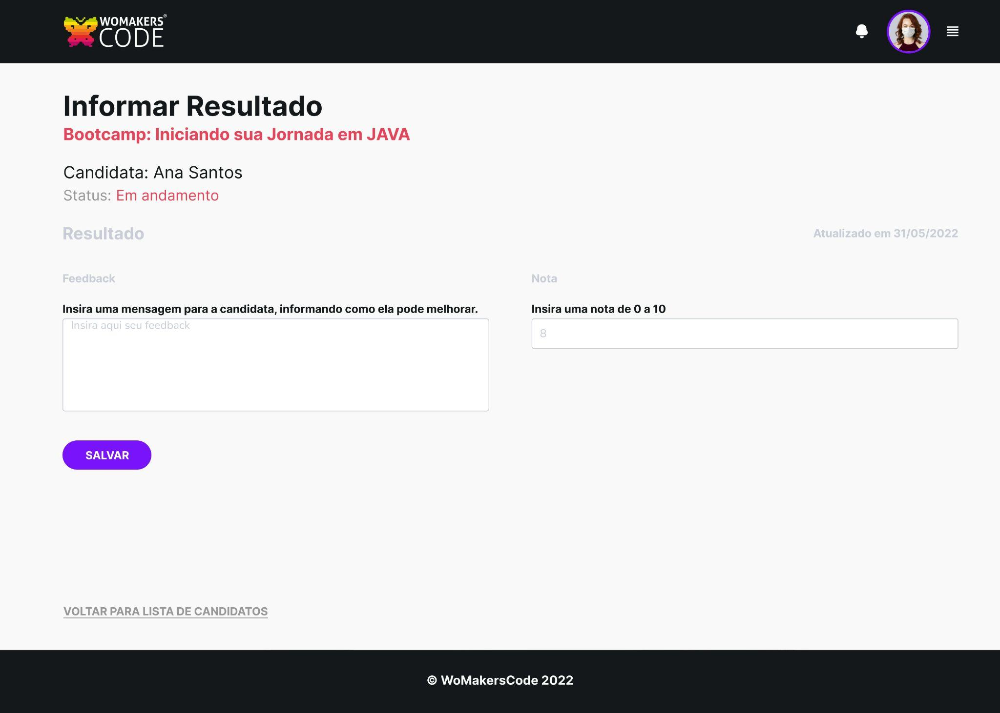 WOMAKERS®
CODE
Informar Resultado
Bootcamp: Iniciando sua Jornada em JAVA
Candidata: Ana Santos
Status: Em andamento
Resultado
Atualizado em 31/05/2022
Feedback
Nota
Insira uma mensagem para a candidata, informando como ela pode melhorar.
Insira uma nota de 0 a 10
Insira aqui seu feedback
8
SALVAR
VOLTAR PARA LISTA DE CANDIDATOS
© WoMakersCode 2022